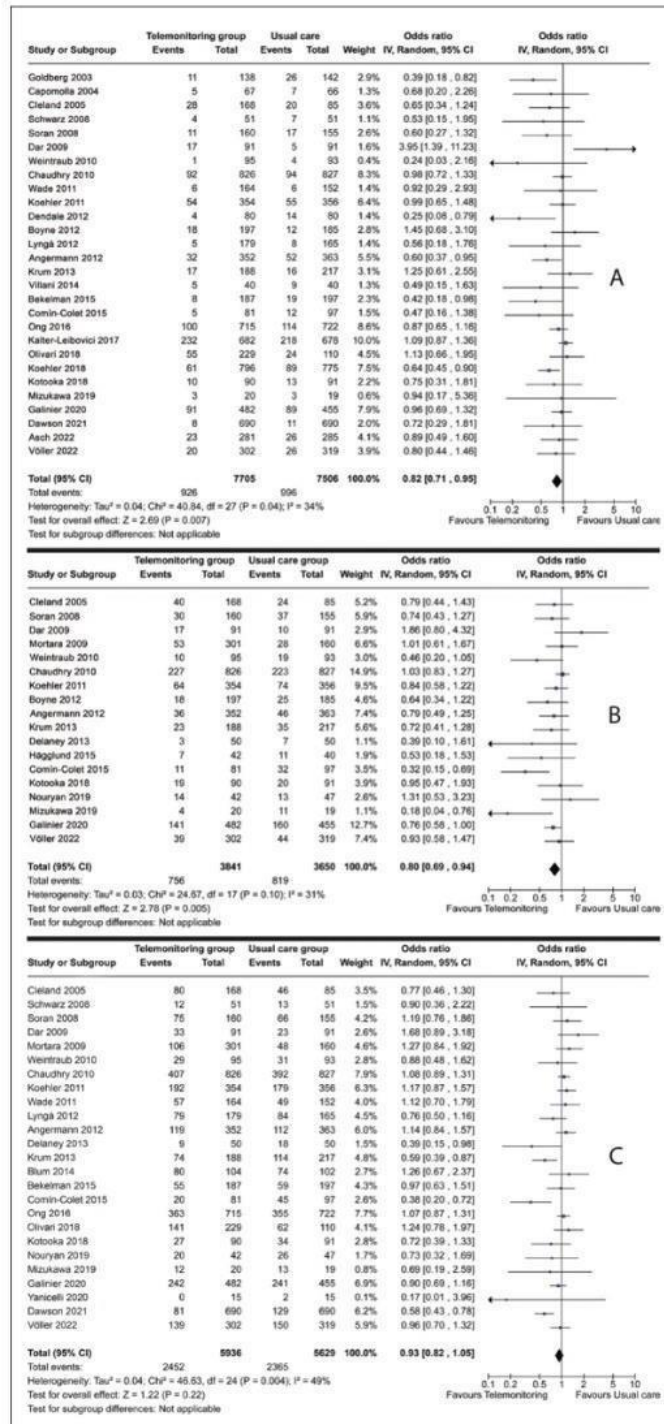 Telemonitoring group Usual care Odds ratio Odds ratio
Study or Subgroup Events Total Events Total Weight IV, Random, 95% CI IV, Random, 95% CI
Goldberg 2003 11 138 26 142 2.9% 0.39 [0.18 , 0.82]
Capomolla 2004 5 67 7 66 1.4% 0.68 [0.20 , 2.26]
Cleland 2005 28 168 20 85 3.7% 0.65 [0.34 , 1.24]
Schwarz 2008 4 51 7 51 1.2% 0.53 [0.15 , 1.95]
Soran 2008 11 160 17 155 2.7% 0.60 [0.27 , 1.32]
Dar 2009 17 91 5 91 1.8% 3.95 [1.39 , 11.23]
Weintraub 2010 1 95 4 93 0.4% 0.24 [0.03 , 2.16]
Chaudhry 2010 92 826 94 827 9.0% 0.98 [0.72 , 1.33]
Wade 2011 6 164 6 152 1.5% 0.92 [0.29 , 2.93]
Koehler 2011 54 354 55 356 6.7% 0.99 [0.65 , 1.48]
Dendale 2012 4 80 14 80 1.5% 0.25 [0.08 , 0.79]
Boyne 2012 18 197 12 185 2.8% 1.45 [0.68 , 3.10]
Lyngå 2012 5 179 8 165 1.6% 0.56 [0.18 , 1.76]
Angermann 2012 32 352 52 363 5.8% 0.60 [0.37 , 0.95]
Krum 2013 17 188 16 217 3.1% 1.25 [0.61 , 2.55]
Villani 2014 5 40 9 40 1.4% 0.49 [0.15 , 1.63]
Bekelman 2015 8 187 19 197 2.4% 0.42 [0.18 , 0.98]
Comín-Colet 2015 5 81 12 97 1.7% 0.47 [0.16 , 1.38]
Ong 2016 100 715 114 722 9.6% 0.87 [0.65 , 1.16]
Kalter-Leibovici 2017 232 682 218 678 12.0% 1.09 [0.87 , 1.36]
Olivari 2018 55 229 24 110 4.7% 1.13 [0.66 , 1.95]
Koehler 2018 61 796 89 775 8.1% 0.64 [0.45 , 0.90]
Kotooka 2018 10 90 13 91 2.3% 0.75 [0.31 , 1.81]
Mizukawa 2019 3 20 3 19 0.7% 0.94 [0.17 , 5.36]
Galinier 2020 91 482 89 455 8.5% 0.96 [0.69 , 1.32]
Dawson 2021 8 690 11 690 2.2% 0.72 [0.29 , 1.81]
Asch 2022 23 281 26 285 4.1% 0.89 [0.49 , 1.60]
Völler 2022 20 302 26 319 4.0% 0.80 [0.44 , 1.46]
A
Total (95% CI) 7705 7506 100.0% 0.82 [0.71 , 0.95]
Total events: 926 996
Heterogeneity: Tau² = 0.04; Chi² = 40.84, df = 27 (P = 0.04); I² = 34%
Test for overall effect: Z = 2.69 (P = 0.007)
Test for subgroup differences: Not applicable
0.1 0.2 0.5 1 2 5 10
Favours Telemonitoring Favours Usual care
Telemonitoring group Usual care group Odds ratio Odds ratio
Study or Subgroup Events Total Events Total Weight IV, Random, 95% CI IV, Random, 95% CI
Cleland 2005 40 168 24 85 5.2% 0.79 [0.44 , 1.43]
Soran 2008 30 160 37 155 5.9% 0.74 [0.43 , 1.27]
Dar 2009 17 91 10 91 2.9% 1.86 [0.80 , 4.32]
Mortara 2009 53 301 28 160 6.7% 1.01 [0.61 , 1.67]
Weintraub 2010 10 95 19 93 3.0% 0.46 [0.20 , 1.05]
Chaudhry 2010 227 826 223 827 14.9% 1.03 [0.83 , 1.27]
Koehler 2011 64 354 74 356 9.1% 0.84 [0.58 , 1.22]
Boyne 2012 18 197 25 185 4.6% 0.64 [0.34 , 1.22]
Angermann 2012 36 352 46 363 7.4% 0.79 [0.49 , 1.25]
Krum 2013 23 188 35 217 5.6% 0.72 [0.41 , 1.28]
Delaney 2013 3 50 7 50 1.1% 0.39 [0.10 , 1.61]
Hägglund 2015 7 42 11 40 1.9% 0.53 [0.18 , 1.53]
Comín-Colet 2015 11 81 32 97 3.5% 0.32 [0.15 , 0.69]
Kotooka 2018 19 90 20 91 4.0% 0.95 [0.47 , 1.93]
Nouryan 2019 14 42 13 47 2.5% 1.31 [0.53 , 3.23]
Mizukawa 2019 4 20 11 19 1.1% 0.18 [0.04 , 0.76]
Galinier 2020 141 482 160 455 12.7% 0.76 [0.58 , 1.00]
Völler 2022 39 302 44 319 7.4% 0.93 [0.58 , 1.47]
B
Total (95% CI) 3841 3650 100.0% 0.80 [0.69 , 0.94]
Total events: 756 819
Heterogeneity: Tau² = 0.03; Chi² = 24.67, df = 17 (P = 0.10); I² = 31%
Test for overall effect: Z = 2.78 (P = 0.005)
Test for subgroup differences: Not applicable
0.1 0.2 0.5 1 2 5 10
Favours Telemonitoring Favours Usual care
Telemonitoring group Usual care group Odds ratio Odds ratio
Study or Subgroup Events Total Events Total Weight IV, Random, 95% CI IV, Random, 95% CI
Cleland 2005 80 168 46 85 3.5% 0.77 [0.46 , 1.30]
Schwarz 2008 12 51 13 51 1.5% 0.90 [0.36 , 2.22]
Soran 2008 75 160 66 155 4.2% 1.19 [0.76 , 1.86]
Dar 2009 33 91 23 91 2.6% 1.68 [0.89 , 3.18]
Mortara 2009 106 301 48 160 4.7% 1.27 [0.84 , 1.92]
Weintraub 2010 29 95 31 93 2.8% 0.88 [0.48 , 1.62]
Chaudhry 2010 407 826 392 827 8.9% 1.08 [0.89 , 1.31]
Koehler 2011 192 354 179 356 6.7% 1.17 [0.87 , 1.57]
Wade 2011 57 164 49 152 4.0% 1.12 [0.70 , 1.79]
Lyngå 2012 79 179 84 165 4.5% 0.76 [0.50 , 1.16]
Angermann 2012 119 352 112 363 6.4% 1.14 [0.84 , 1.57]
Delaney 2013 9 50 18 50 1.4% 0.39 [0.15 , 0.98]
Krum 2013 74 188 114 217 4.8% 0.59 [0.39 , 0.87]
Blum 2014 80 104 74 102 2.6% 1.26 [0.67 , 2.37]
Bekelman 2015 55 187 59 197 4.3% 0.97 [0.63 , 1.51]
Comín-Colet 2015 20 81 45 97 2.5% 0.38 [0.20 , 0.72]
Ong 2016 363 715 355 722 8.6% 1.07 [0.87 , 1.31]
Olivari 2018 141 229 62 110 4.0% 1.24 [0.78 , 1.97]
Kotooka 2018 27 90 34 91 2.7% 0.72 [0.39 , 1.33]
Nouryan 2019 20 42 26 47 1.7% 0.73 [0.32 , 1.69]
Mizukawa 2019 12 20 13 19 0.8% 0.69 [0.19 , 2.59]
Galinier 2020 242 482 241 455 7.5% 0.90 [0.69 , 1.16]
Yanicelli 2020 0 15 2 15 0.2% 0.17 [0.01 , 3.96]
Dawson 2021 81 690 129 690 6.6% 0.58 [0.43 , 0.78]
Völler 2022 139 302 150 319 6.4% 0.96 [0.70 , 1.32]
C
Total (95% CI) 5936 5629 100.0% 0.93 [0.82 , 1.05]
Total events: 2452 2365
Heterogeneity: Tau² = 0.04; Chi² = 46.63, df = 24 (P = 0.004); I² = 49%
Test for overall effect: Z = 1.22 (P = 0.22)
Test for subgroup differences: Not applicable
0.1 0.2 0.5 1 2 5 10
Favours Telemonitoring Favours Usual care